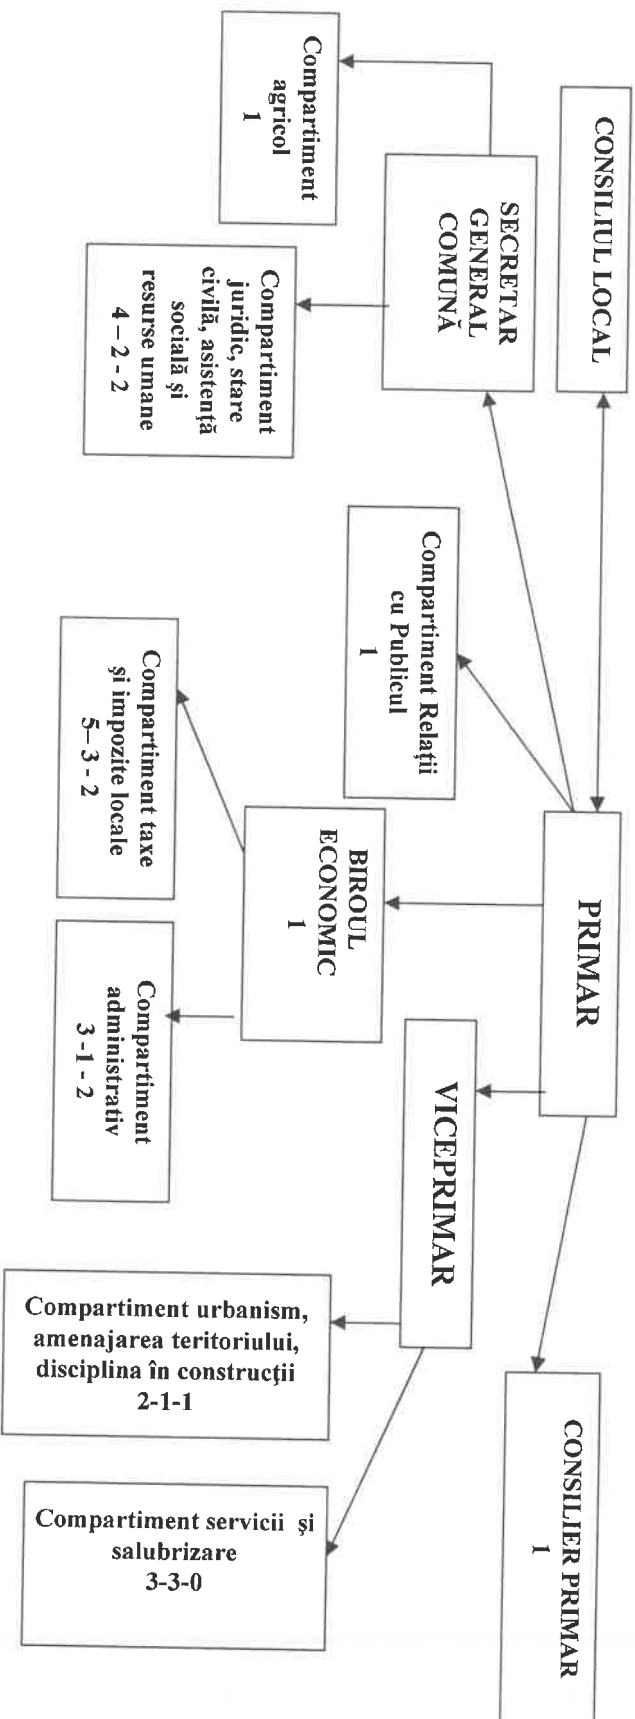 CONSILIUL LOCAL
PRIMAR
CONSILIER PRIMAR
1
SECRETAR
GENERAL
COMUNĂ
Compartiment
agricol
1
Compartiment
juridic, stare
civilă, asistență
socială și
resurse umane
4 – 2 - 2
Compartiment Relații
cu Publicul
1
BIROUL
ECONOMIC
1
Compartiment taxe
și impozite locale
5– 3 - 2
Compartiment
administrativ
3 -1 - 2
VICEPRIMAR
Compartiment urbanism,
amenajarea teritoriului,
disciplina în construcții
2-1-1
Compartiment servicii și
salubrizare
3-3-0